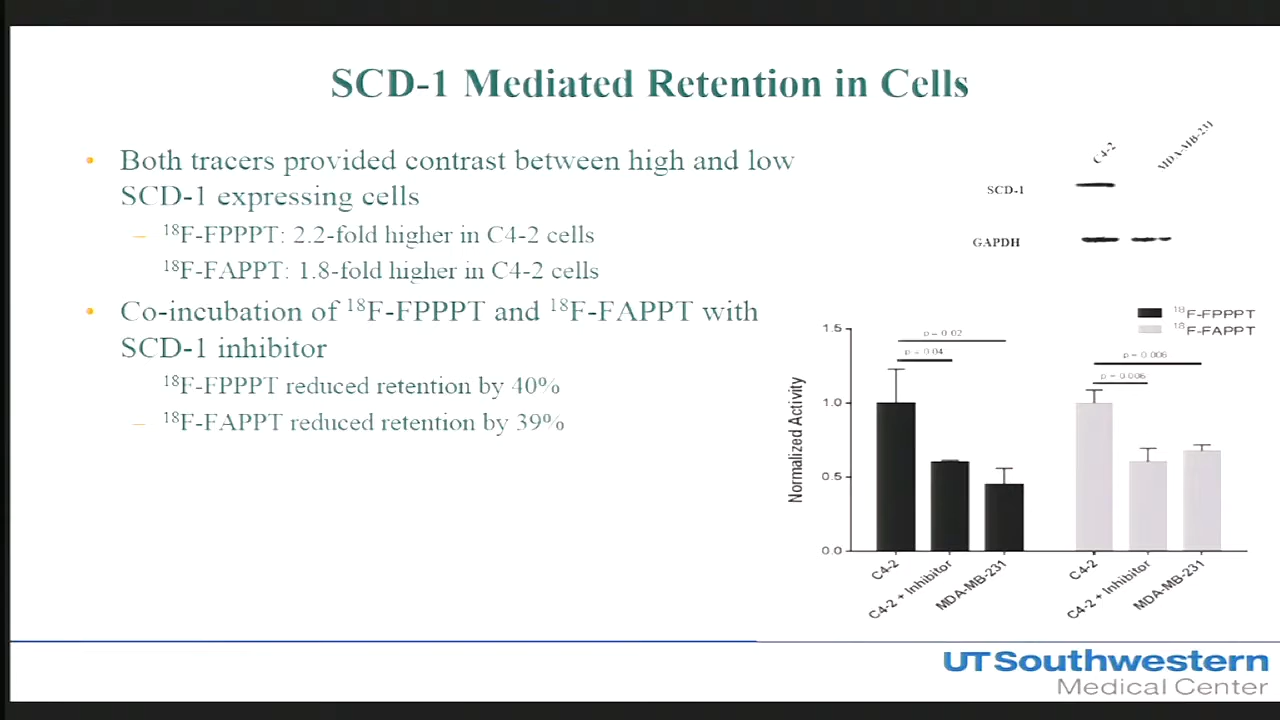 SCD-1 Mediated Retention in Cells
• Both tracers provided contrast between high and low
SCD-1 expressing cells
– ¹⁸F-FPPPT: 2.2-fold higher in C4-2 cells
¹⁸F-FAPPT: 1.8-fold higher in C4-2 cells
• Co-incubation of ¹⁸F-FPPPT and ¹⁸F-FAPPT with
SCD-1 inhibitor
¹⁸F-FPPPT reduced retention by 40%
– ¹⁸F-FAPPT reduced retention by 39%
C4-2
MDA-MB-231
SCD-1
GAPDH
¹⁸F-FPPPT
¹⁸F-FAPPT
Normalized Activity
1.5
1.0
0.5
0.0
p = 0.02
p = 0.04
p = 0.006
p = 0.006
C4-2
C4-2 + Inhibitor
MDA-MB-231
C4-2
C4-2 + Inhibitor
MDA-MB-231
UT Southwestern
Medical Center